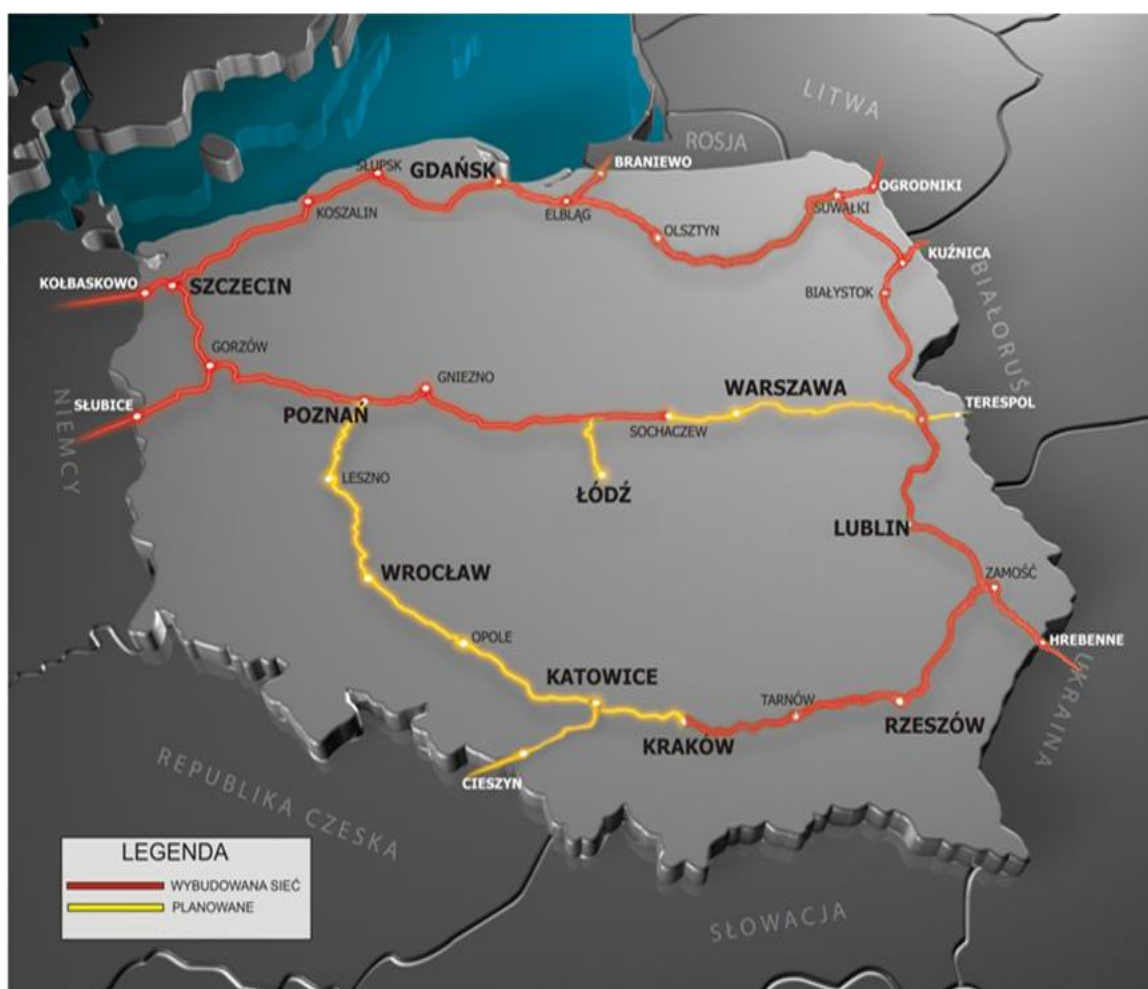 LITWA
ROSJA
BRANIEWO
SŁUPSK
GDAŃSK
OGRODNIKI
SUWAŁKI
KOSZALIN
ELBLĄG
OLSZTYN
KUŹNICA
KOŁBASKOWO
SZCZECIN
BIAŁYSTOK
BIAŁORUŚ
GORZÓW
GNIEZNO
WARSZAWA
NIEMCY
SŁUBICE
POZNAŃ
SOCHACZEW
TERESPOL
LESZNO
ŁÓDŹ
LUBLIN
WROCŁAW
ZAMOŚĆ
OPOLE
HREBENNE
KATOWICE
TARNÓW
RZESZÓW
UKRAINA
KRAKÓW
CIESZYN
REPUBLIKA CZESKA
SŁOWACJA
LEGENDA
WYBUDOWANA SIEĆ
PLANOWANE